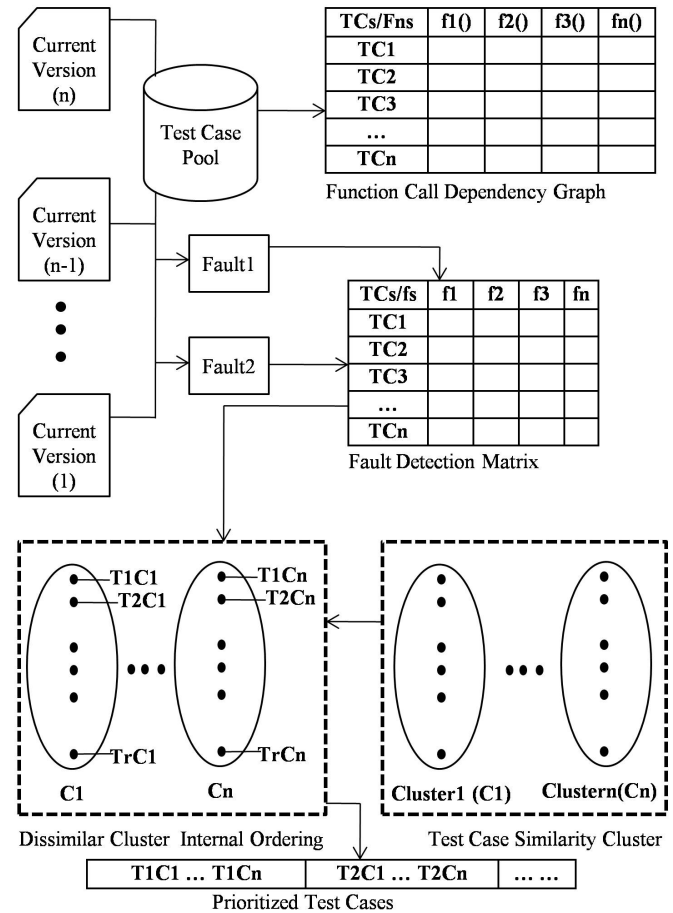 Current
Version
(n)
Test Case
Pool
TCs/Fns f1() f2() f3() fn()
TC1
TC2
TC3
...
TCn
Function Call Dependency Graph
Current
Version
(n-1)
Fault1
Fault2
TCs/fs f1 f2 f3 fn
TC1
TC2
TC3
...
TCn
Fault Detection Matrix
Current
Version
(1)
T1C1
T2C1
TrC1
C1
T1Cn
T2Cn
TrCn
Cn
Dissimilar Cluster Internal Ordering
Cluster1 (C1)
Clustern(Cn)
Test Case Similarity Cluster
T1C1 ... T1Cn T2C1 ... T2Cn ... ...
Prioritized Test Cases